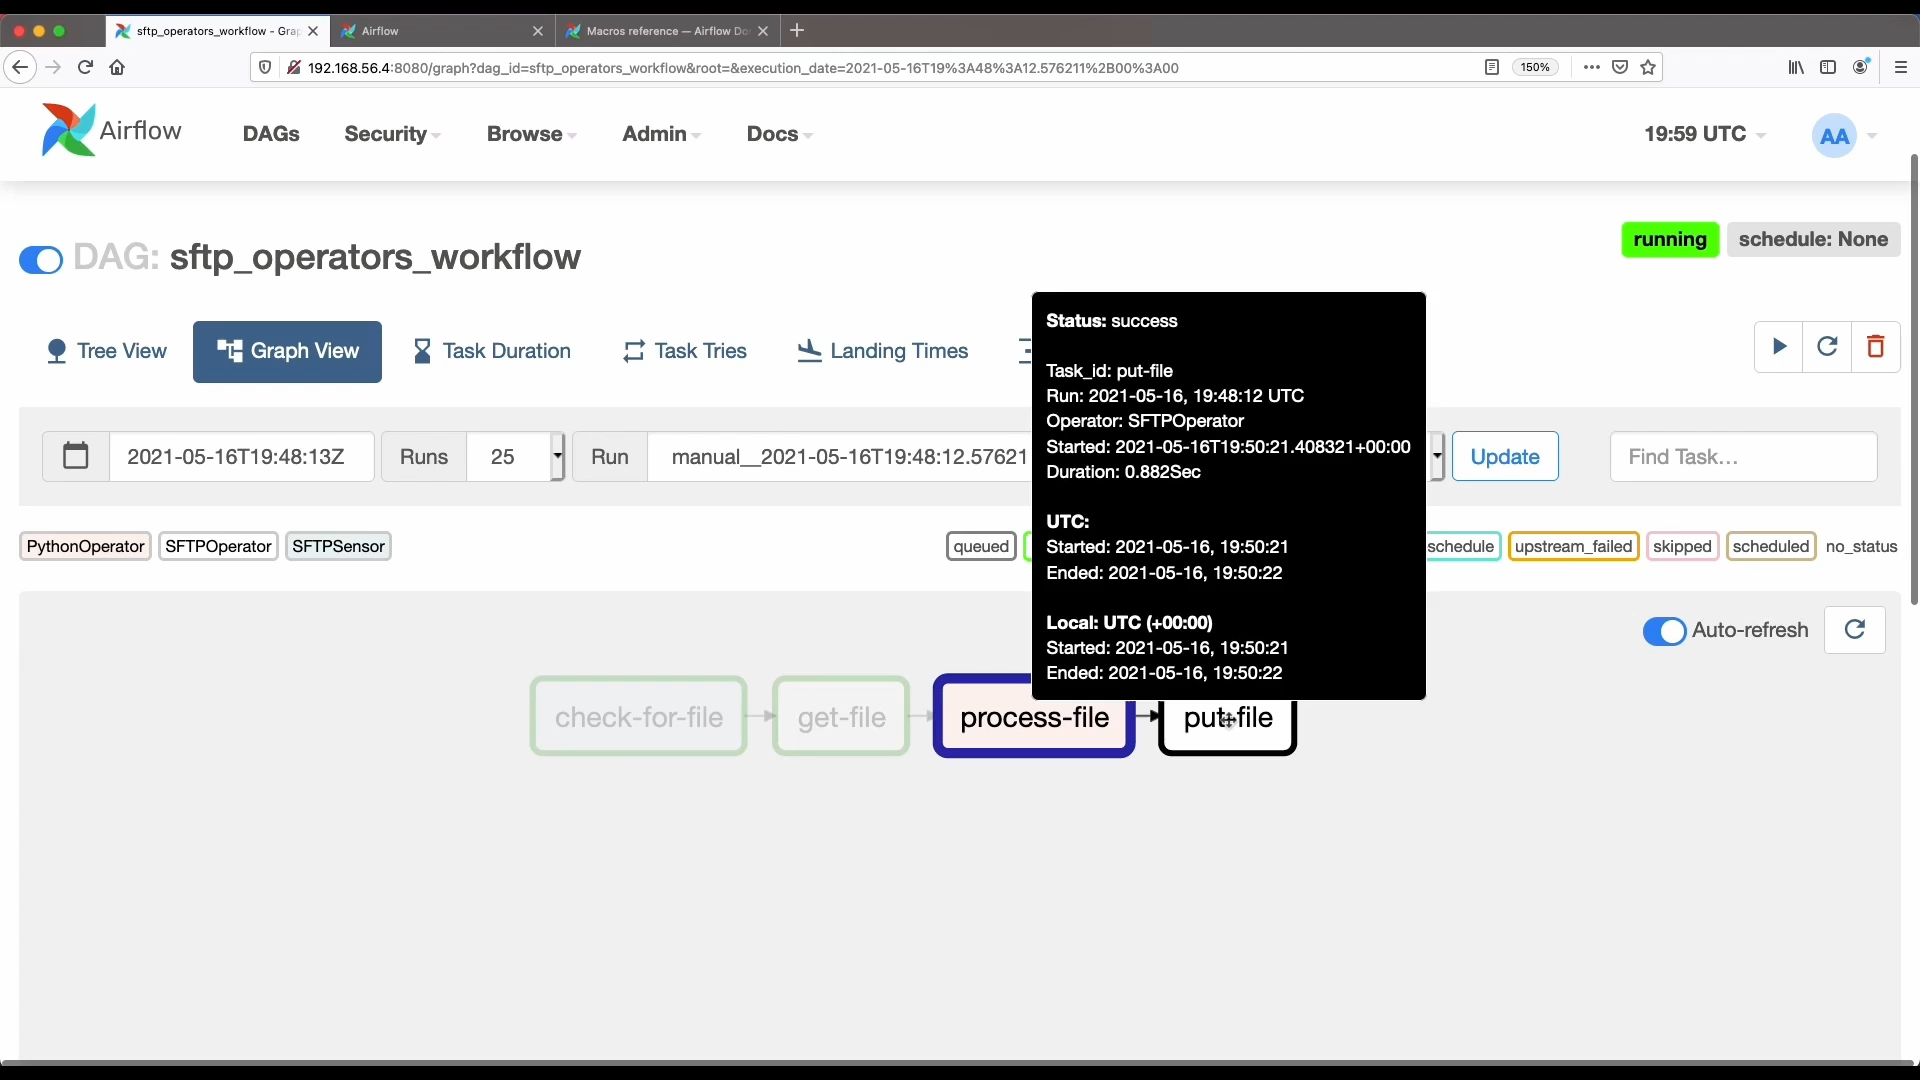 sftp_operators_workflow - Gra
Airflow
Macros reference — Airflow Do
192.168.56.4:8080/graph?dag_id=sftp_operators_workflow&root=&execution_date=2021-05-16T19%3A48%3A12.576211%2B00%3A00
150%
Airflow
DAGs
Security
Browse
Admin
Docs
19:59 UTC
AA
DAG: sftp_operators_workflow
running
schedule: None
Tree View
Graph View
Task Duration
Task Tries
Landing Times
2021-05-16T19:48:13Z
Runs
25
Run
manual__2021-05-16T19:48:12.57621
Update
Find Task...
Status: success
Task_id: put-file
Run: 2021-05-16, 19:48:12 UTC
Operator: SFTPOperator
Started: 2021-05-16T19:50:21.408321+00:00
Duration: 0.882Sec
UTC:
Started: 2021-05-16, 19:50:21
Ended: 2021-05-16, 19:50:22
Local: UTC (+00:00)
Started: 2021-05-16, 19:50:21
Ended: 2021-05-16, 19:50:22
PythonOperator
SFTPOperator
SFTPSensor
queued
schedule
upstream_failed
skipped
scheduled
no_status
Auto-refresh
check-for-file
get-file
process-file
put-file